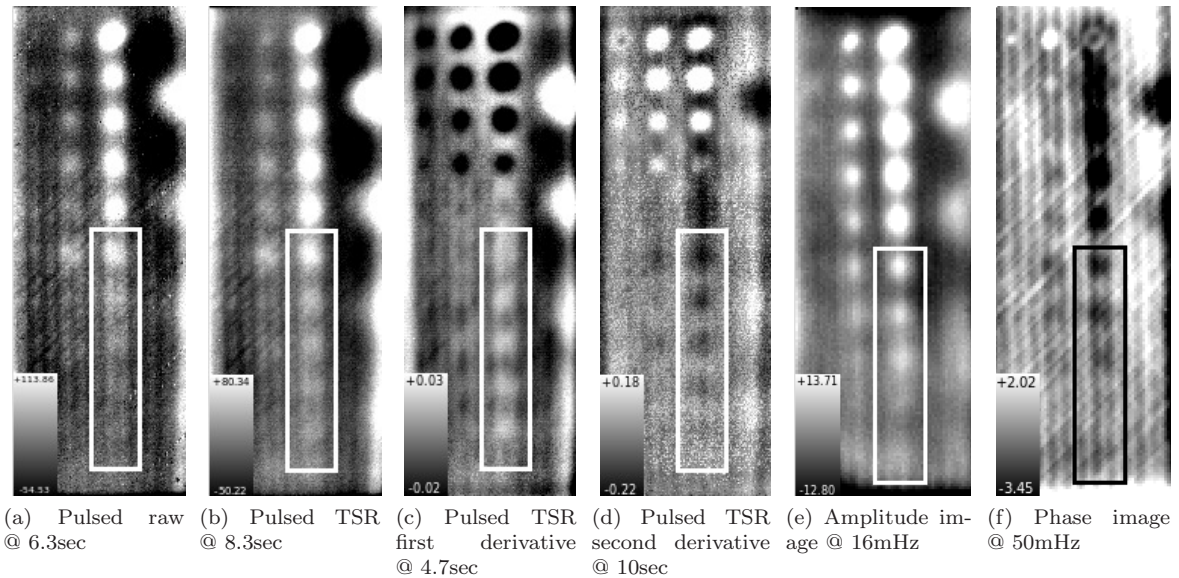 +113.86
-54.53
+80.34
-50.22
+0.03
-0.02
+0.18
-0.22
+13.71
-12.80
+2.02
-3.45
(a) Pulsed raw
@ 6.3sec
(b) Pulsed TSR
@ 8.3sec
(c) Pulsed TSR
first derivative
@ 4.7sec
(d) Pulsed TSR
second derivative
@ 10sec
(e) Amplitude im-
age @ 16mHz
(f) Phase image
@ 50mHz